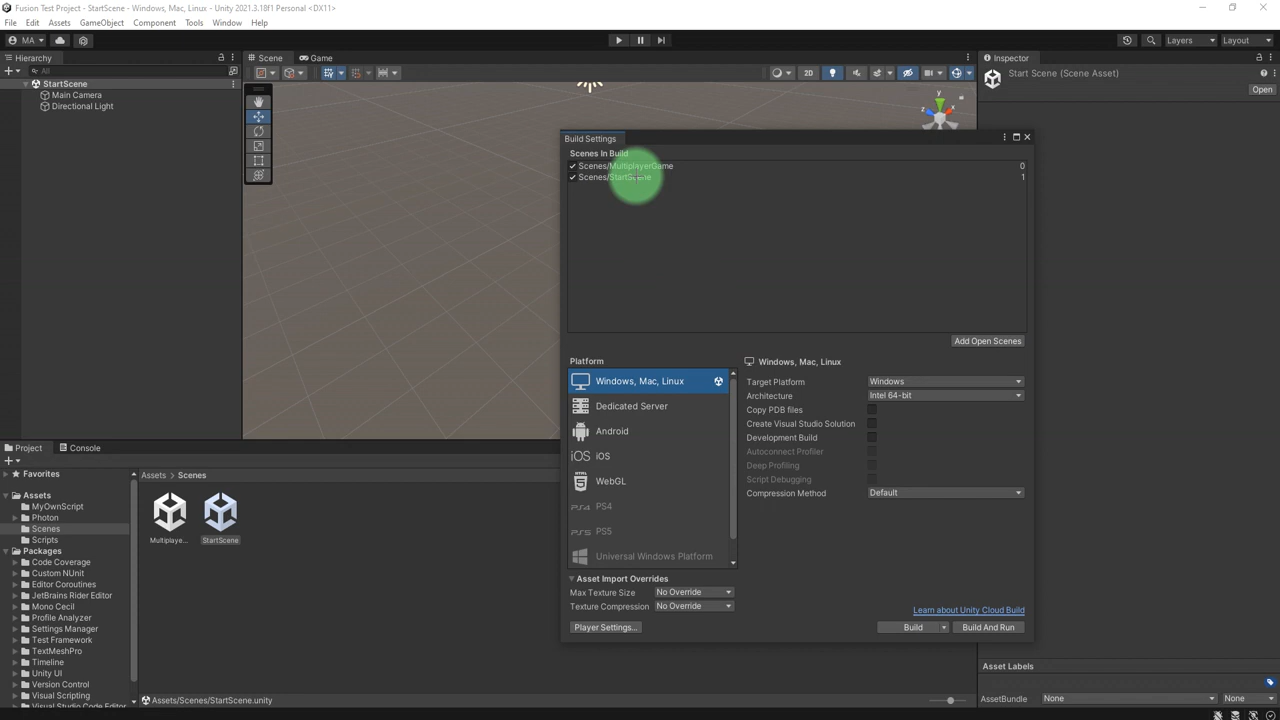 Fusion Test Project - StartScene - Windows, Mac, Linux - Unity 2021.3.18f1 Personal <DX11>
File Edit Assets GameObject Component Tools Window Help
MA
Layers Layout
Hierarchy
All
StartScene
Main Camera
Directional Light
Scene Game
2D
y
z
x
Inspector
Start Scene (Scene Asset)
Open
Build Settings
Scenes In Build
Scenes/MultiplayerGame 0
Scenes/StartScene 1
Add Open Scenes
Platform
Windows, Mac, Linux
Dedicated Server
Android
iOS iOS
WebGL
PS4 PS4
PS5 PS5
Universal Windows Platform
Windows, Mac, Linux
Target Platform Windows
Architecture Intel 64-bit
Copy PDB files
Create Visual Studio Solution
Development Build
Autoconnect Profiler
Deep Profiling
Script Debugging
Compression Method Default
Asset Import Overrides
Max Texture Size No Override
Texture Compression No Override
Player Settings...
Learn about Unity Cloud Build
Build Build And Run
Project Console
Favorites
Assets
MyOwnScript
Photon
Scenes
Scripts
Packages
Code Coverage
Custom NUnit
Editor Coroutines
JetBrains Rider Editor
Mono Cecil
Profile Analyzer
Settings Manager
Test Framework
TextMeshPro
Timeline
Unity UI
Version Control
Visual Scripting
Visual Studio Code Editor
Assets > Scenes
Multiplaye... StartScene
Assets/Scenes/StartScene.unity
Asset Labels
AssetBundle None None